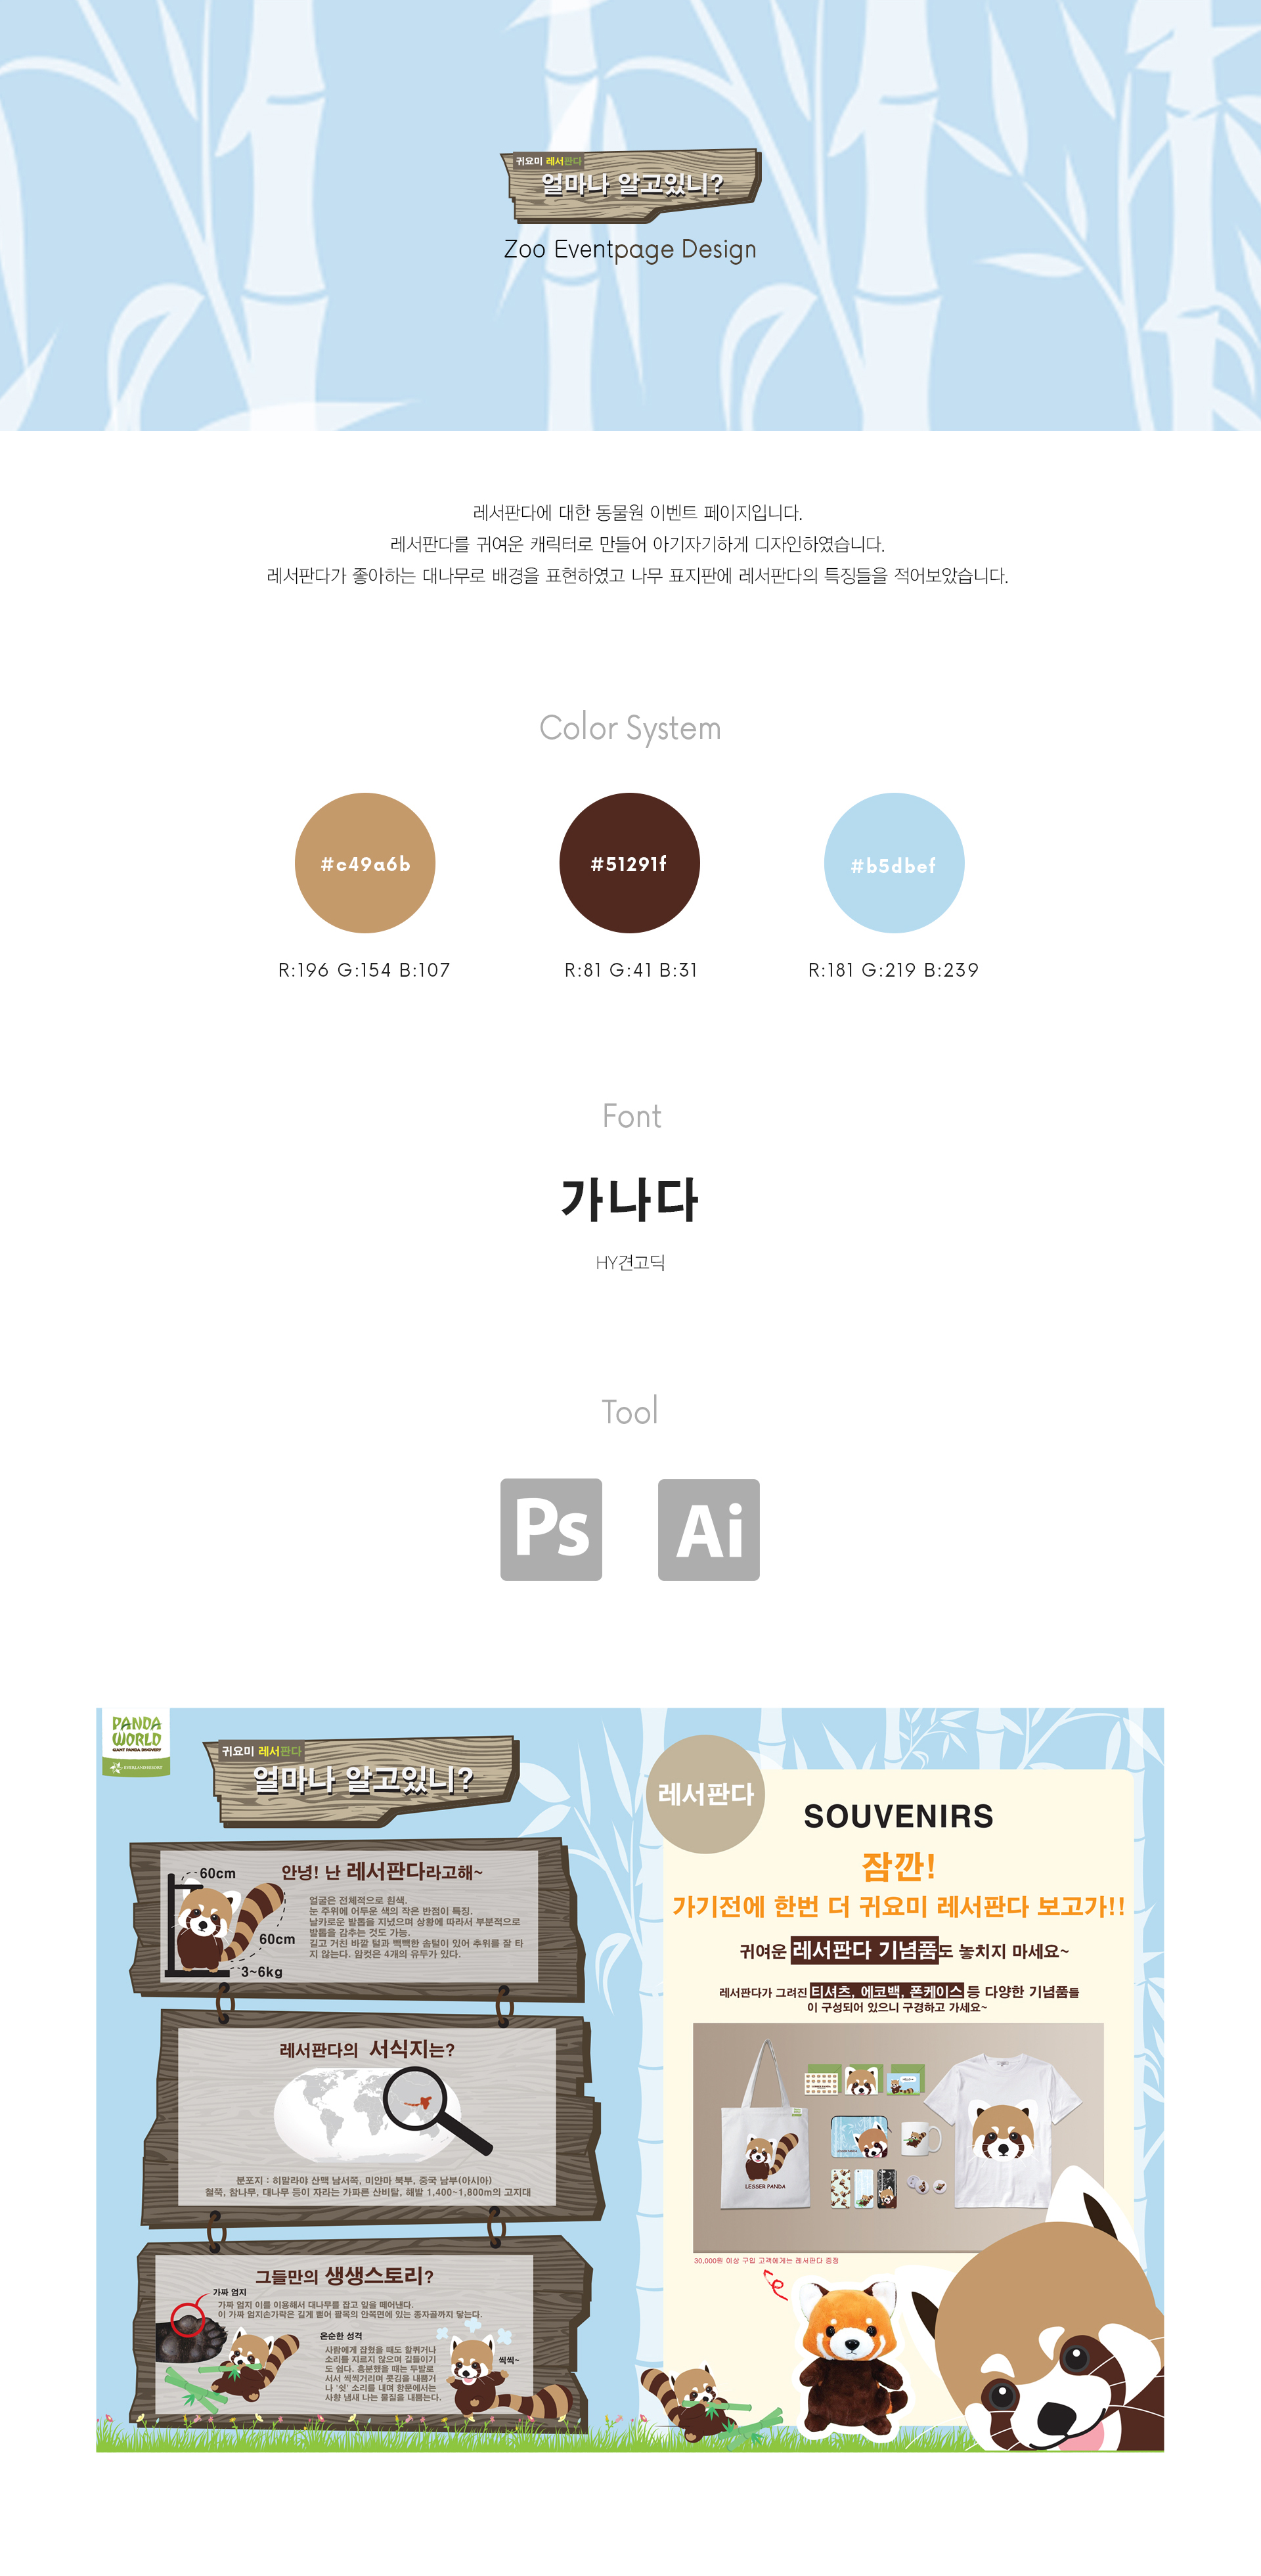 귀요미 레서판다
얼마나 알고있니?
Zoo Eventpage Design
레서판다에 대한 동물원 이벤트 페이지입니다.
레서판다를 귀여운 캐릭터로 만들어 아기자기하게 디자인하였습니다.
레서판다가 좋아하는 대나무로 배경을 표현하였고 나무 표지판에 레서판다의 특징들을 적어보았습니다.
Color System
#c49a6b
#51291f
#b5dbef
R:196 G:154 B:107
R:81 G:41 B:31
R:181 G:219 B:239
Font
가나다
HY견고딕
Tool
Ps
Ai
PANDA
WORLD
GIANT PANDA DISCOVERY
EVERLAND RESORT
귀요미 레서판다
얼마나 알고있니?
60cm
60cm
3~6kg
안녕! 난 레서판다라고해~
얼굴은 전체적으로 흰색.
눈 주위에 어두운 색의 작은 반점이 특징.
날카로운 발톱을 지녔으며 상황에 따라서 부분적으로
발톱을 감추는 것도 가능.
길고 거친 바깥 털과 빽빽한 솜털이 있어 추위를 잘 타
지 않는다. 암컷은 4개의 유두가 있다.
레서판다의 서식지는?
분포지 : 히말라야 산맥 남서쪽, 미얀마 북부, 중국 남부(아시아)
철쭉, 참나무, 대나무 등이 자라는 가파른 산비탈, 해발 1,400~1,800m의 고지대
그들만의 생생스토리?
가짜 엄지
가짜 엄지 이를 이용해서 대나무를 잡고 잎을 떼어낸다.
이 가짜 엄지손가락은 길게 뻗어 팔목의 안쪽면에 있는 종자골까지 닿는다.
온순한 성격
사람에게 잡혔을 때도 할퀴거나
소리를 지르지 않으며 길들이기
도 쉽다. 흥분했을 때는 두발로
서서 씩씩거리며 콧김을 내뿜거
나 '쉿' 소리를 내며 항문에서는
사향 냄새 나는 물질을 내뿜는다.
씩씩~
레서판다
SOUVENIRS
잠깐!
가기전에 한번 더 귀요미 레서판다 보고가!!
귀여운 레서판다 기념품도 놓치지 마세요~
레서판다가 그려진 티셔츠, 에코백, 폰케이스 등 다양한 기념품들
이 구성되어 있으니 구경하고 가세요~
LESSER PANDA
30,000원 이상 구입 고객에게는 레서판다 증정